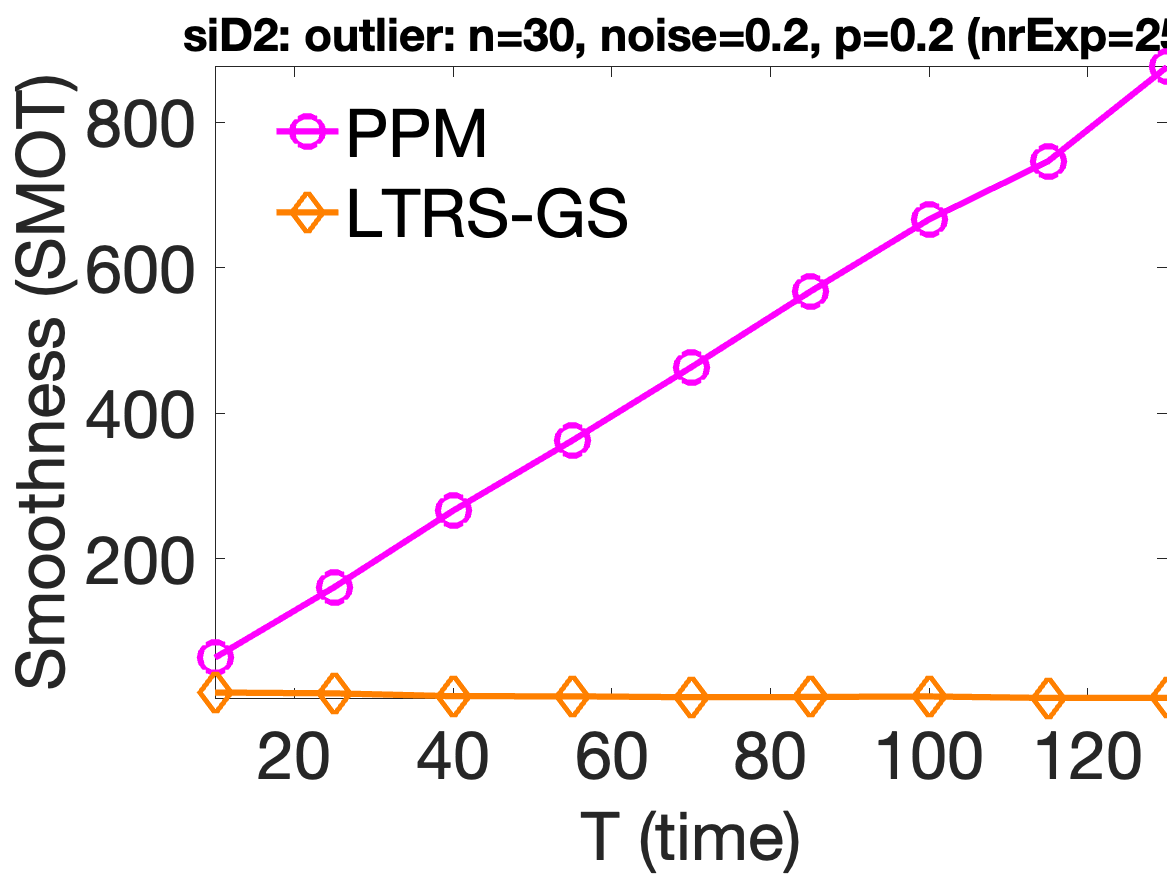 siD2: outlier: n=30, noise=0.2, p=0.2 (nrExp=25
PPM
LTRS-GS
Smoothness (SMOT)
800
600
400
200
20 40 60 80 100 120
T (time)